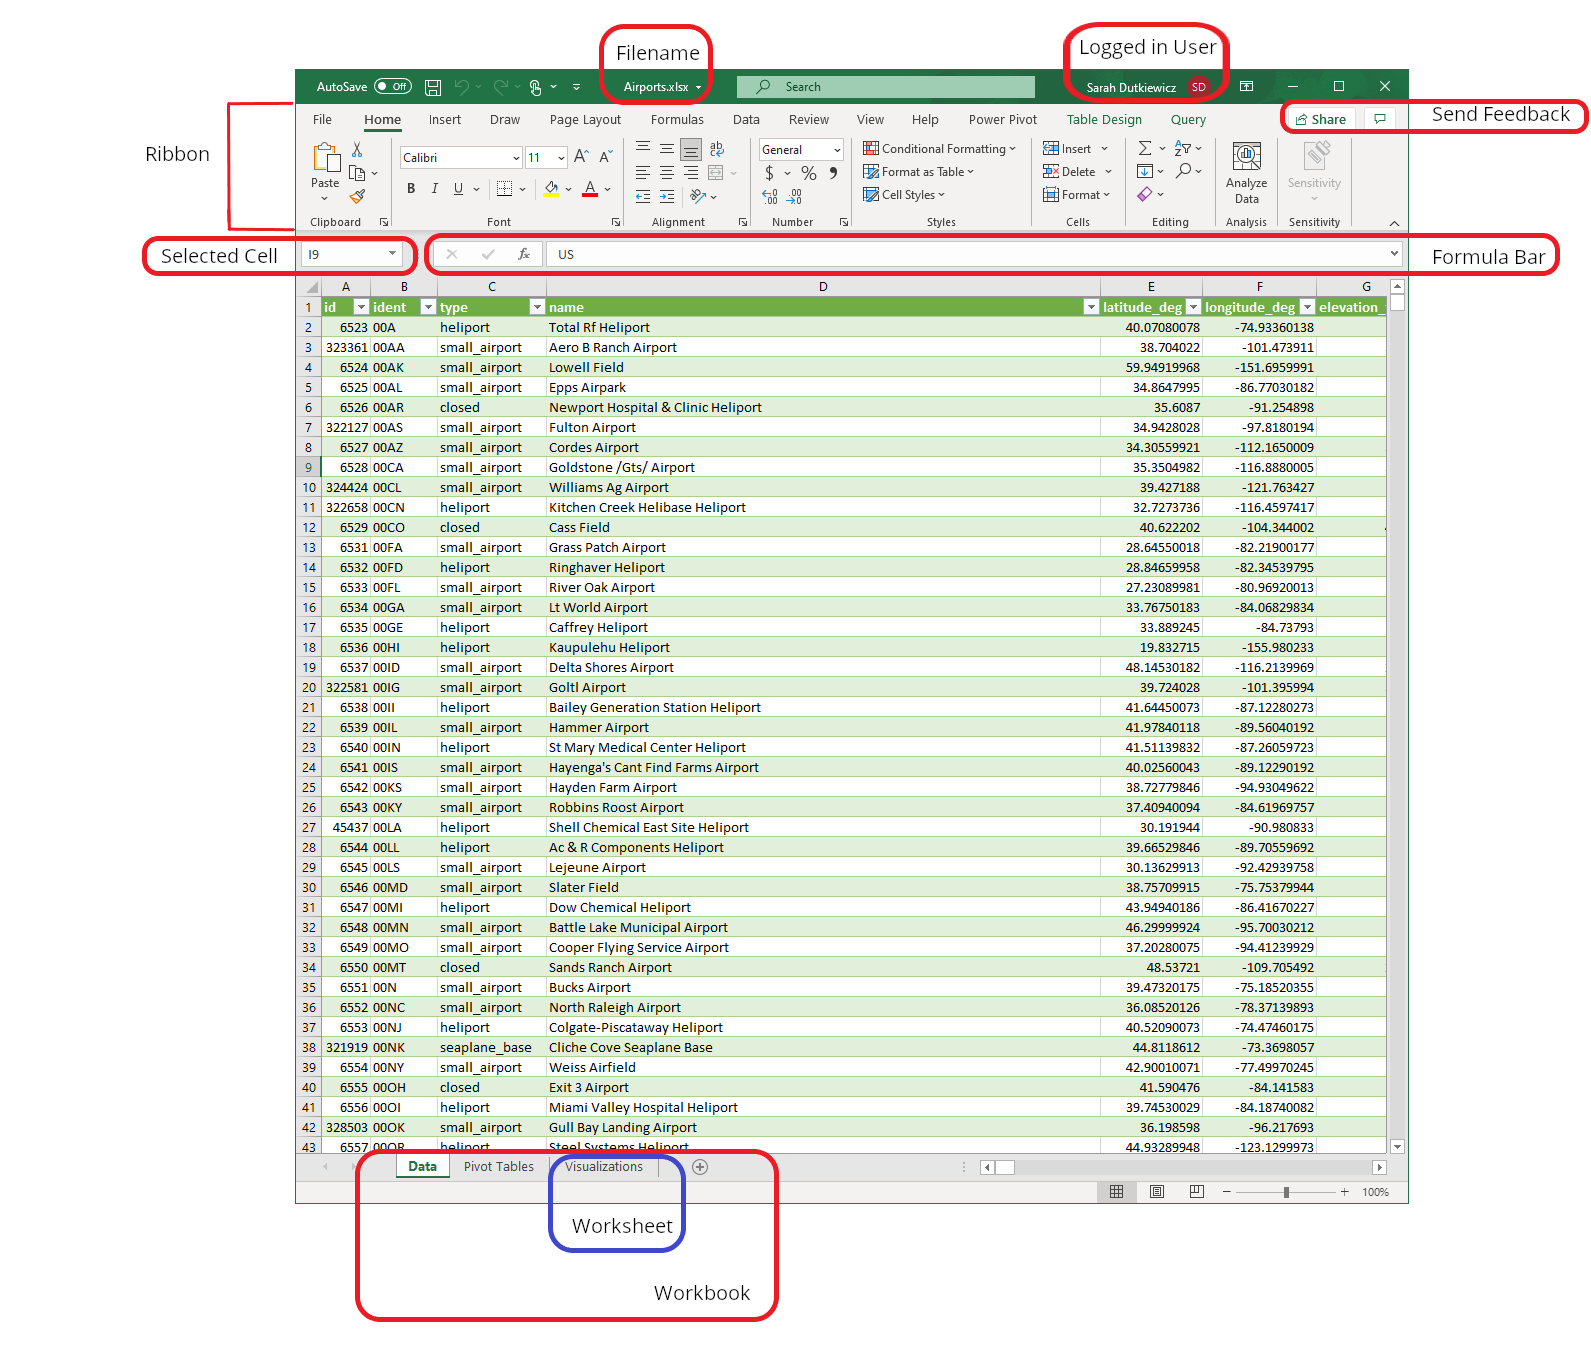 Filename
Logged in User
AutoSave Off Airports.xlsx Search Sarah Dutkiewicz SD
File Home Insert Draw Page Layout Formulas Data Review View Help Power Pivot Table Design Query Share Send Feedback
Ribbon
Paste Calibri 11 ab c General Conditional Formatting Insert Analyze Data Sensitivity
B I U A $ % 9 Format as Table Delete
Cell Styles Format
Clipboard Font Alignment Number Styles Cells Editing Analysis Sensitivity
Selected Cell I9 fx US Formula Bar
A B C D E F G
1 id ident type name latitude_deg longitude_deg elevation_
2 6523 00A heliport Total Rf Heliport 40.07080078 -74.93360138
3 323361 00AA small_airport Aero B Ranch Airport 38.704022 -101.473911
4 6524 00AK small_airport Lowell Field 59.94919968 -151.6959991
5 6525 00AL small_airport Epps Airpark 34.8647995 -86.77030182
6 6526 00AR closed Newport Hospital & Clinic Heliport 35.6087 -91.254898
7 322127 00AS small_airport Fulton Airport 34.9428028 -97.8180194
8 6527 00AZ small_airport Cordes Airport 34.30559921 -112.1650009
9 6528 00CA small_airport Goldstone /Gts/ Airport 35.3504982 -116.8880005
10 324424 00CL small_airport Williams Ag Airport 39.427188 -121.763427
11 322658 00CN heliport Kitchen Creek Helibase Heliport 32.7273736 -116.4597417
12 6529 00CO closed Cass Field 40.622202 -104.344002
13 6531 00FA small_airport Grass Patch Airport 28.64550018 -82.21900177
14 6532 00FD heliport Ringhaver Heliport 28.84659958 -82.34539795
15 6533 00FL small_airport River Oak Airport 27.23089981 -80.96920013
16 6534 00GA small_airport Lt World Airport 33.76750183 -84.06829834
17 6535 00GE heliport Caffrey Heliport 33.889245 -84.73793
18 6536 00HI heliport Kaupulehu Heliport 19.832715 -155.980233
19 6537 00ID small_airport Delta Shores Airport 48.14530182 -116.2139969
20 322581 00IG small_airport Goltl Airport 39.724028 -101.395994
21 6538 00II heliport Bailey Generation Station Heliport 41.64450073 -87.12280273
22 6539 00IL small_airport Hammer Airport 41.97840118 -89.56040192
23 6540 00IN heliport St Mary Medical Center Heliport 41.51139832 -87.26059723
24 6541 00IS small_airport Hayenga's Cant Find Farms Airport 40.02560043 -89.12290192
25 6542 00KS small_airport Hayden Farm Airport 38.72779846 -94.93049622
26 6543 00KY small_airport Robbins Roost Airport 37.40940094 -84.61969757
27 45437 00LA heliport Shell Chemical East Site Heliport 30.191944 -90.980833
28 6544 00LL heliport Ac & R Components Heliport 39.66529846 -89.70559692
29 6545 00LS small_airport Lejeune Airport 30.13629913 -92.42939758
30 6546 00MD small_airport Slater Field 38.75709915 -75.75379944
31 6547 00MI heliport Dow Chemical Heliport 43.94940186 -86.41670227
32 6548 00MN small_airport Battle Lake Municipal Airport 46.29999924 -95.70030212
33 6549 00MO small_airport Cooper Flying Service Airport 37.20280075 -94.41239929
34 6550 00MT closed Sands Ranch Airport 48.53721 -109.705492
35 6551 00N small_airport Bucks Airport 39.47320175 -75.18520355
36 6552 00NC small_airport North Raleigh Airport 36.08520126 -78.37139893
37 6553 00NJ heliport Colgate-Piscataway Heliport 40.52090073 -74.47460175
38 321919 00NK seaplane_base Cliche Cove Seaplane Base 44.8118612 -73.3698057
39 6554 00NY small_airport Weiss Airfield 42.90010071 -77.49970245
40 6555 00OH closed Exit 3 Airport 41.590476 -84.141583
41 6556 00OI heliport Miami Valley Hospital Heliport 39.74530029 -84.18740082
42 328503 00OK small_airport Gull Bay Landing Airport 36.198598 -96.217693
43 6557 00OR heliport Steel Systems Heliport 44.93289948 -123.1299973
Data Pivot Tables Visualizations
100%
Worksheet
Workbook